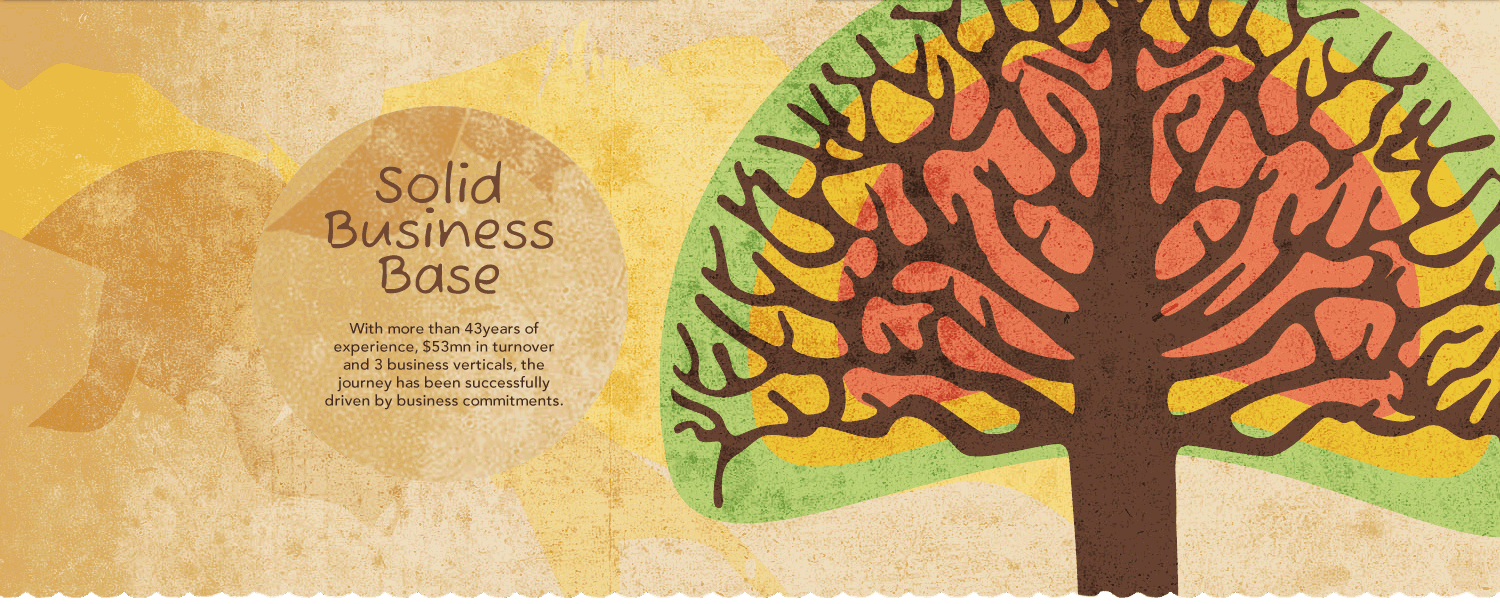 Solid
Business
Base
With more than 43years of
experience, $53mn in turnover
and 3 business verticals, the
journey has been successfully
driven by business commitments.